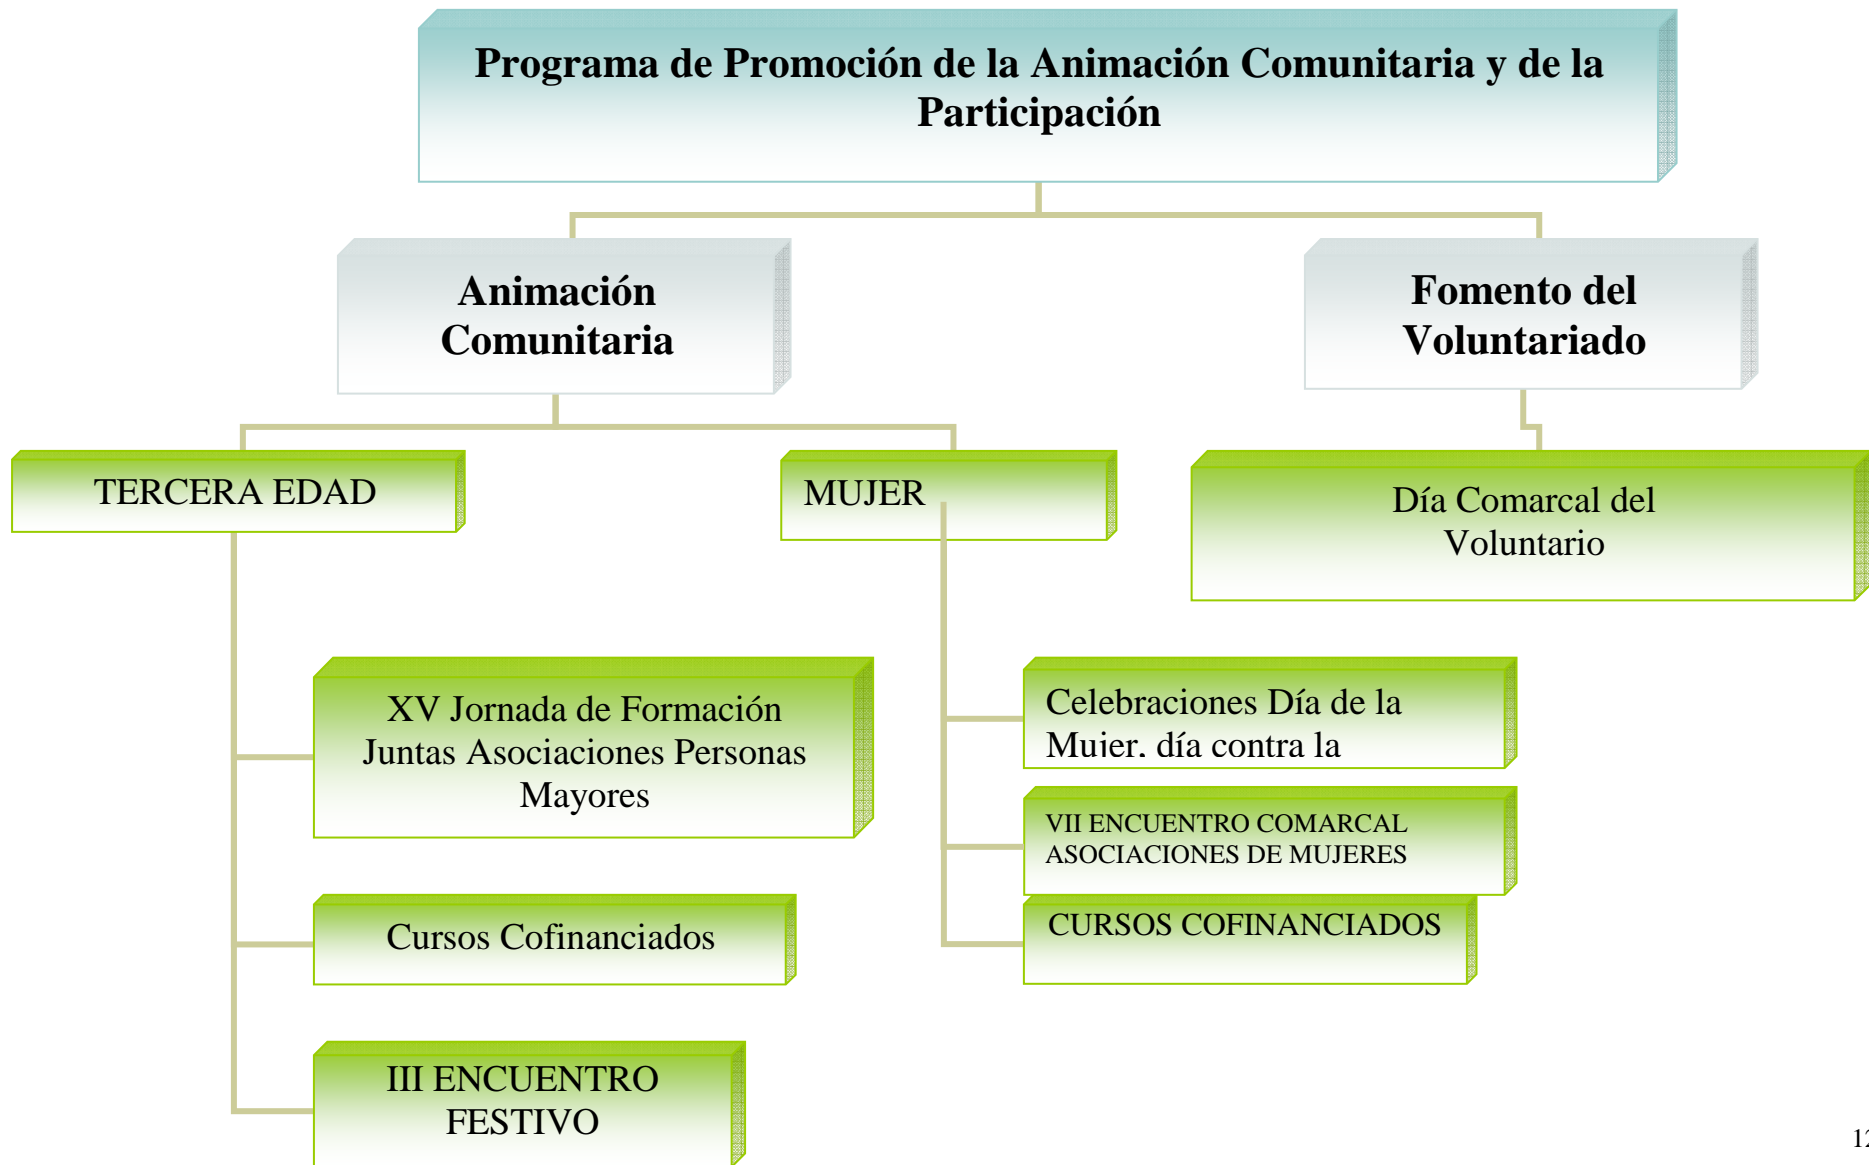 Programa de Promoción de la Animación Comunitaria y de la
Participación
Animación
Comunitaria
Fomento del
Voluntariado
TERCERA EDAD
MUJER
Día Comarcal del
Voluntario
XV Jornada de Formación
Juntas Asociaciones Personas
Mayores
Celebraciones Día de la
Mujer, día contra la
VII ENCUENTRO COMARCAL
ASOCIACIONES DE MUJERES
Cursos Cofinanciados
CURSOS COFINANCIADOS
III ENCUENTRO
FESTIVO
12